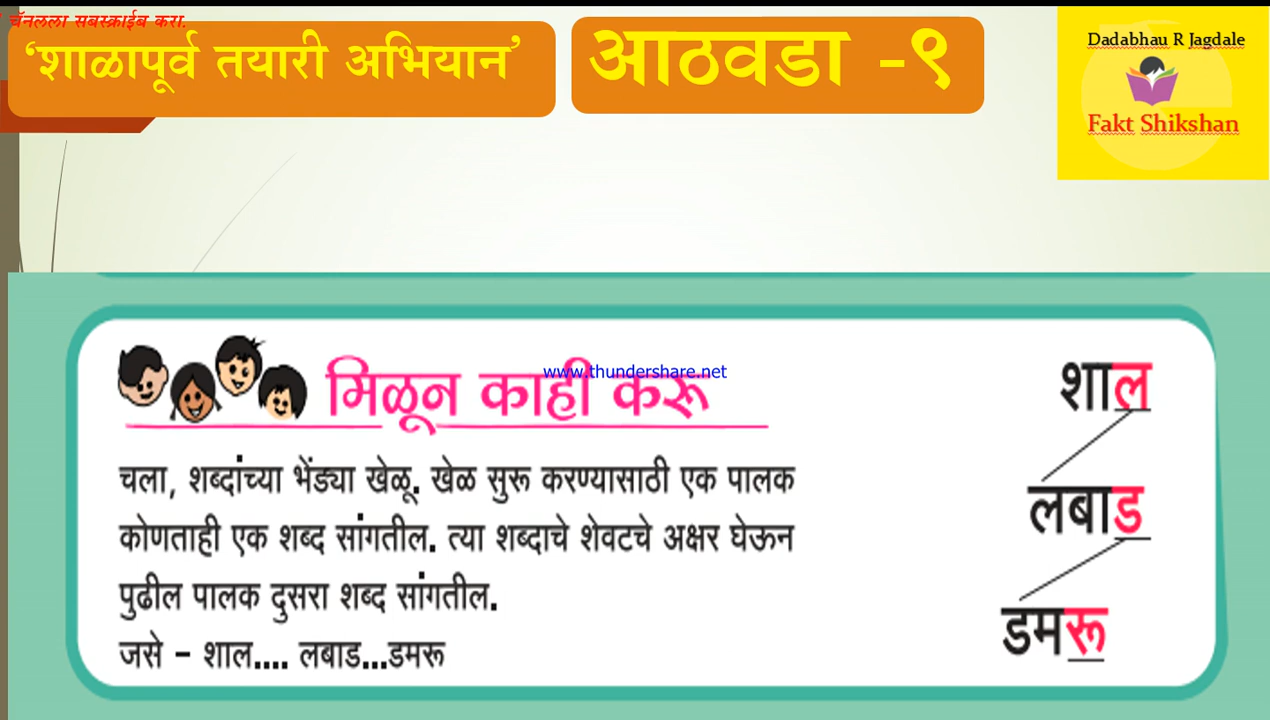 चॅनलला सबस्क्राईब करा.
‘शाळापूर्व तयारी अभियान’
आठवडा -९
Dadabhau R Jagdale
Fakt Shikshan
मिळून काही करू
www.thundershare.net
चला, शब्दांच्या भेंड्या खेळू. खेळ सुरू करण्यासाठी एक पालक
कोणताही एक शब्द सांगतील. त्या शब्दाचे शेवटचे अक्षर घेऊन
पुढील पालक दुसरा शब्द सांगतील.
जसे – शाल.... लबाड...डमरू
शाल
लबाड
डमरू